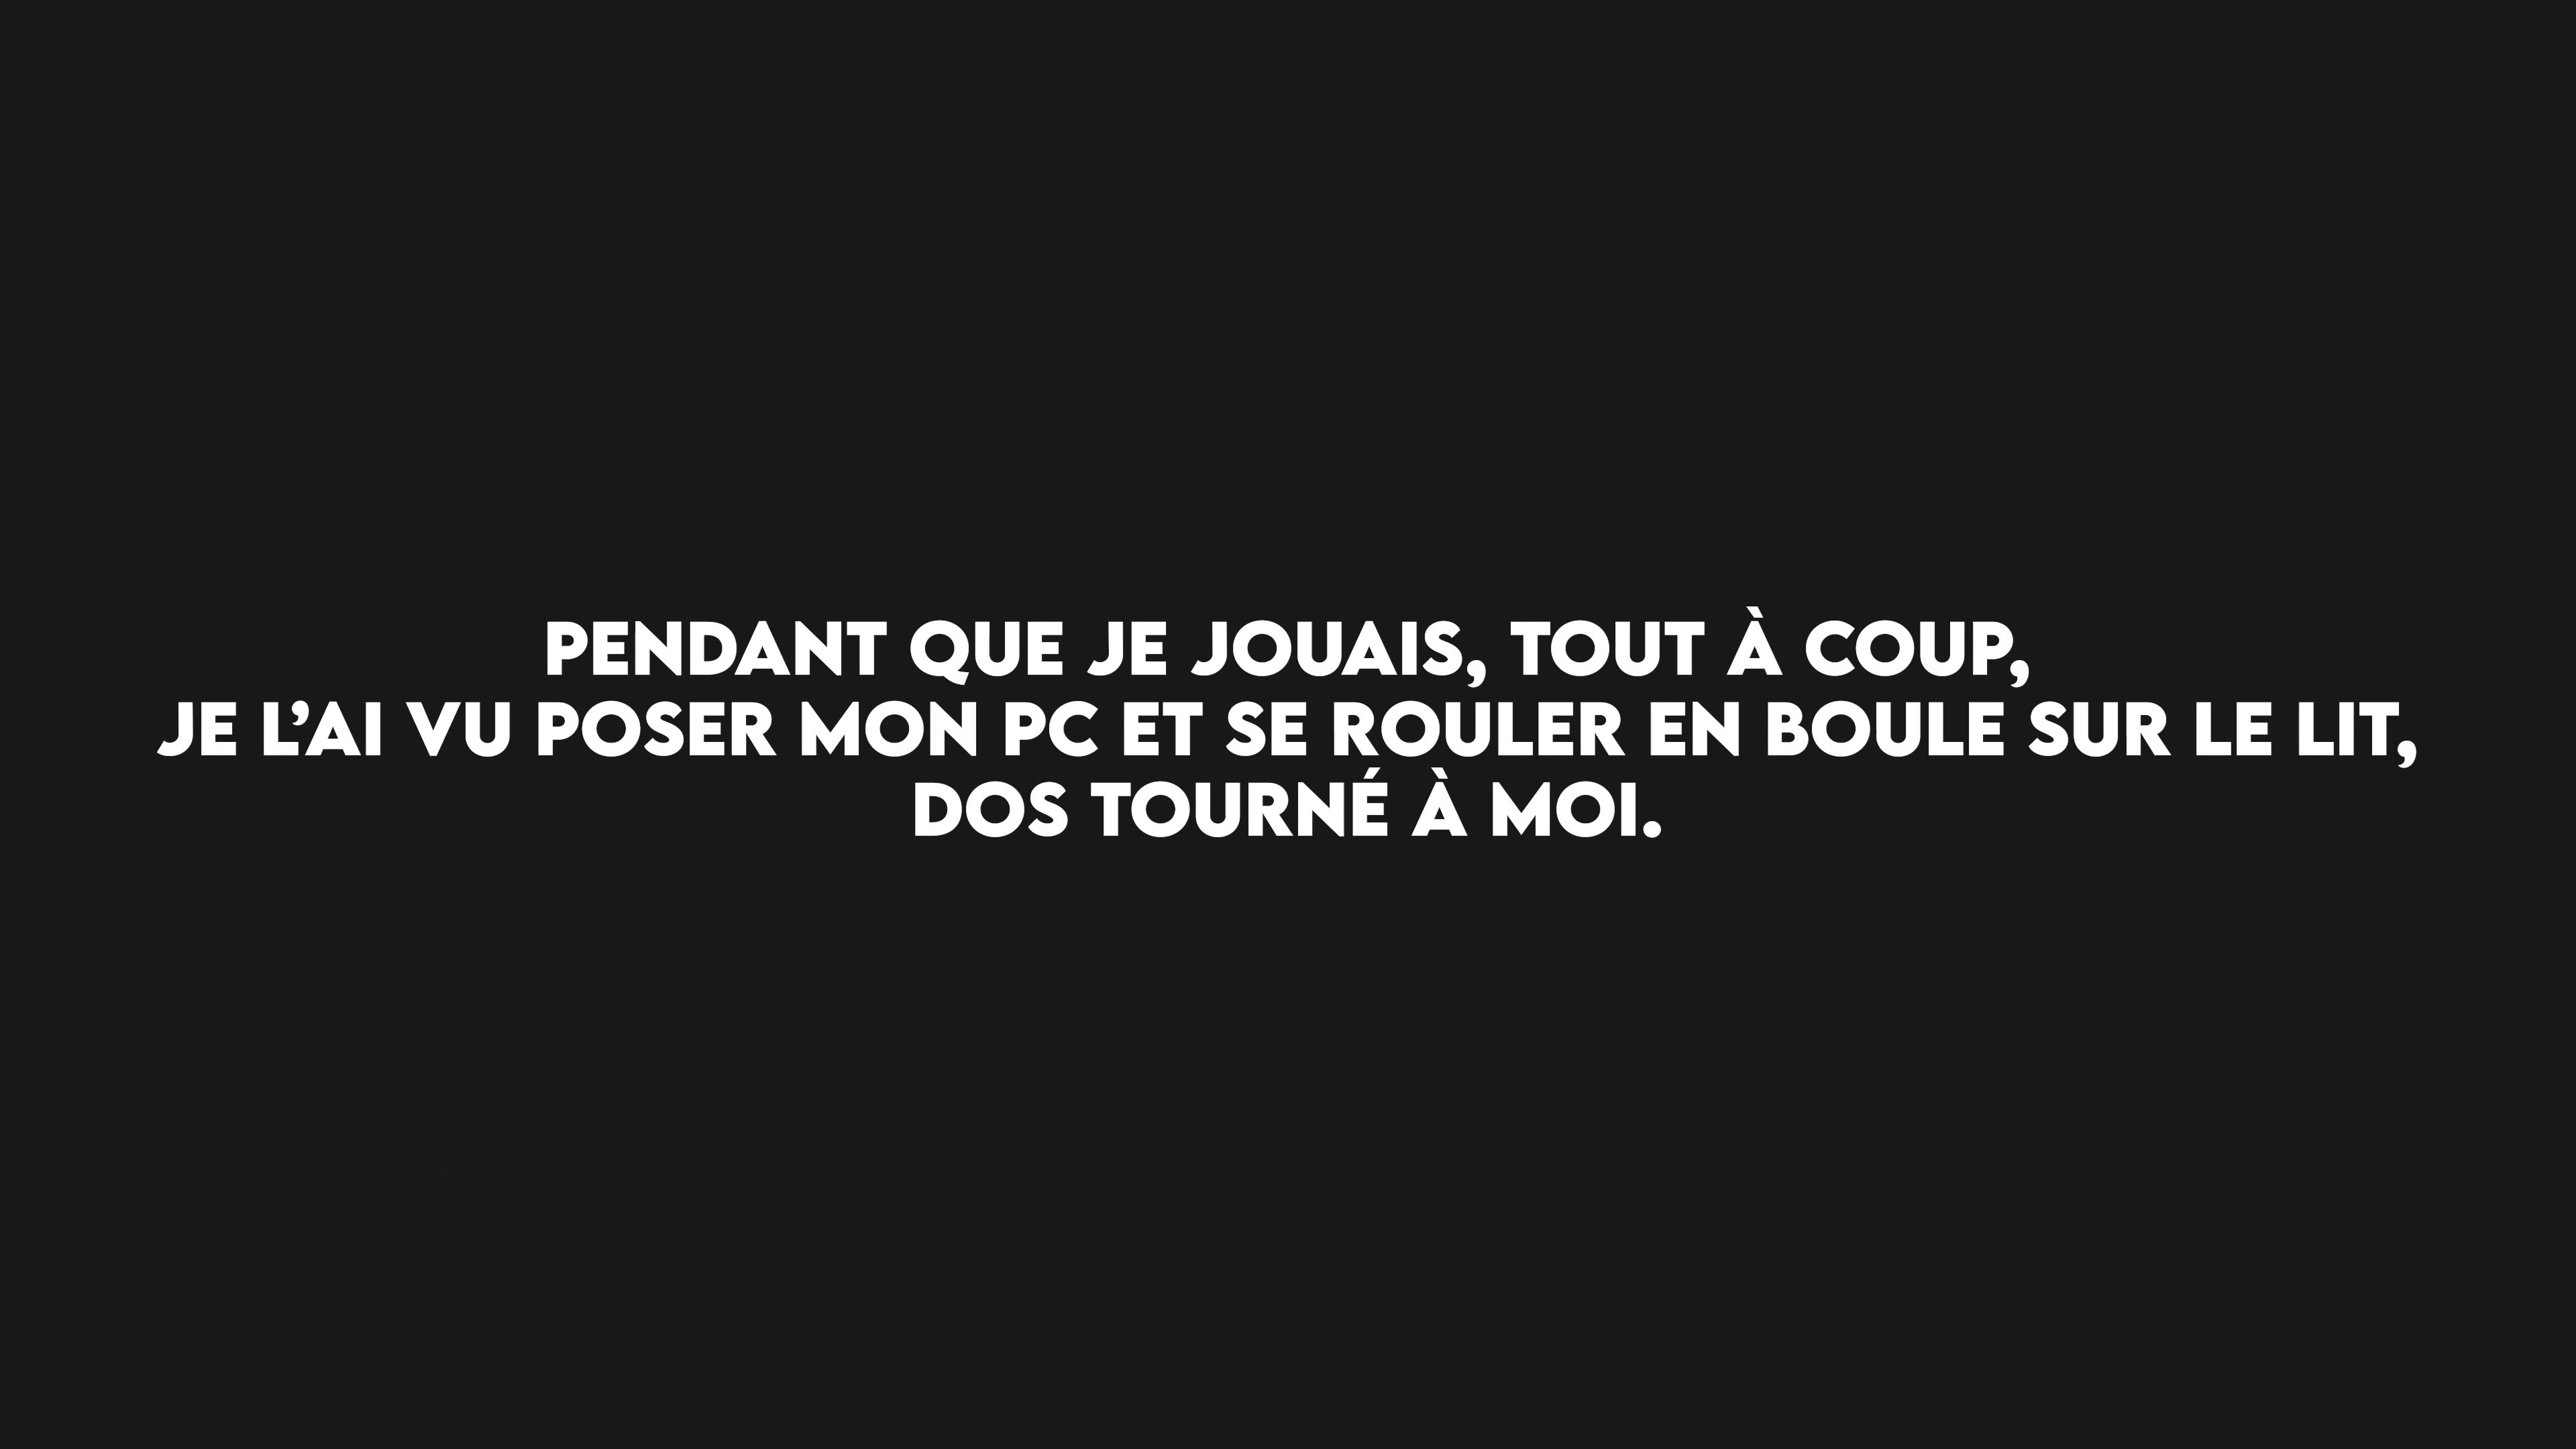 PENDANT QUE JE JOUAIS, TOUT À COUP,
JE L’AI VU POSER MON PC ET SE ROULER EN BOULE SUR LE LIT,
DOS TOURNÉ À MOI.